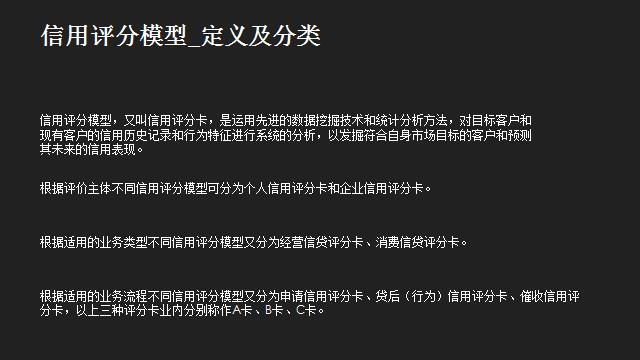 信用评分模型_定义及分类
信用评分模型，又叫信用评分卡，是运用先进的数据挖掘技术和统计分析方法，对目标客户和
现有客户的信用历史记录和行为特征进行系统的分析，以发掘符合自身市场目标的客户和预测
其未来的信用表现。
根据评价主体不同信用评分模型可分为个人信用评分卡和企业信用评分卡。
根据适用的业务类型不同信用评分模型又分为经营信贷评分卡、消费信贷评分卡。
根据适用的业务流程不同信用评分模型又分为申请信用评分卡、贷后（行为）信用评分卡、催收信用评
分卡，以上三种评分卡业内分别称作A卡、B卡、C卡。